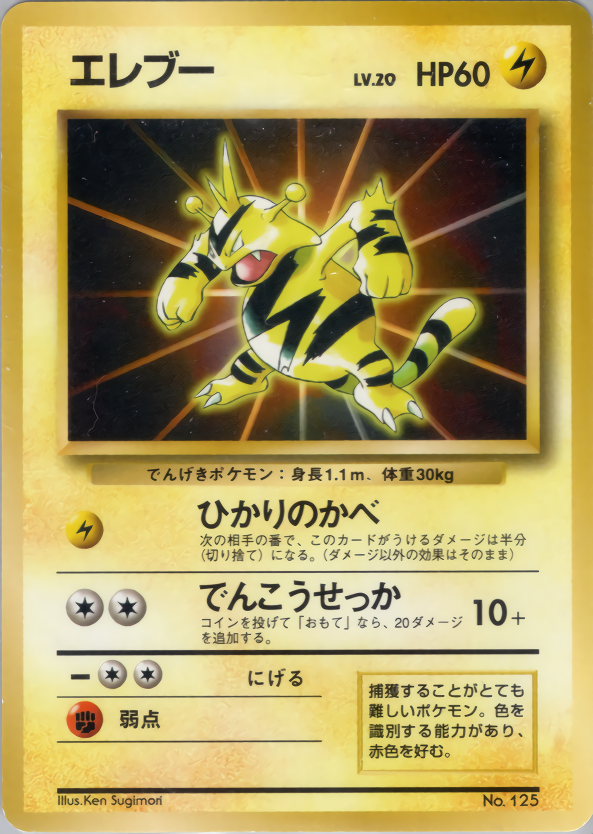 エレブー LV.20 HP60
でんげきポケモン：身長1.1m、体重30kg
ひかりのかべ
次の相手の番で、このカードがうけるダメージは半分
（切り捨て）になる。（ダメージ以外の効果はそのまま）
でんこうせっか 10+
コインを投げて「おもて」なら、20ダメージ
を追加する。
− にげる
弱点
捕獲することがとても
難しいポケモン。色を
識別する能力があり、
赤色を好む。
Illus.Ken Sugimori No. 125